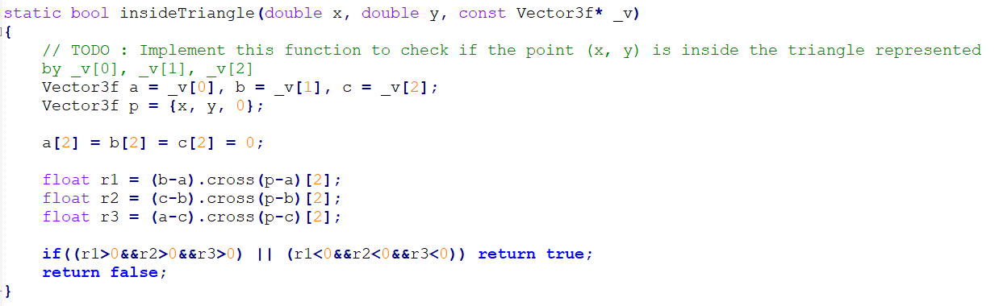 static bool insideTriangle(double x, double y, const Vector3f* _v)
{
    // TODO : Implement this function to check if the point (x, y) is inside the triangle represented
    by _v[0], _v[1], _v[2]
    Vector3f a = _v[0], b = _v[1], c = _v[2];
    Vector3f p = {x, y, 0};

    a[2] = b[2] = c[2] = 0;

    float r1 = (b-a).cross(p-a)[2];
    float r2 = (c-b).cross(p-b)[2];
    float r3 = (a-c).cross(p-c)[2];

    if((r1>0&&r2>0&&r3>0) || (r1<0&&r2<0&&r3<0)) return true;
    return false;
}